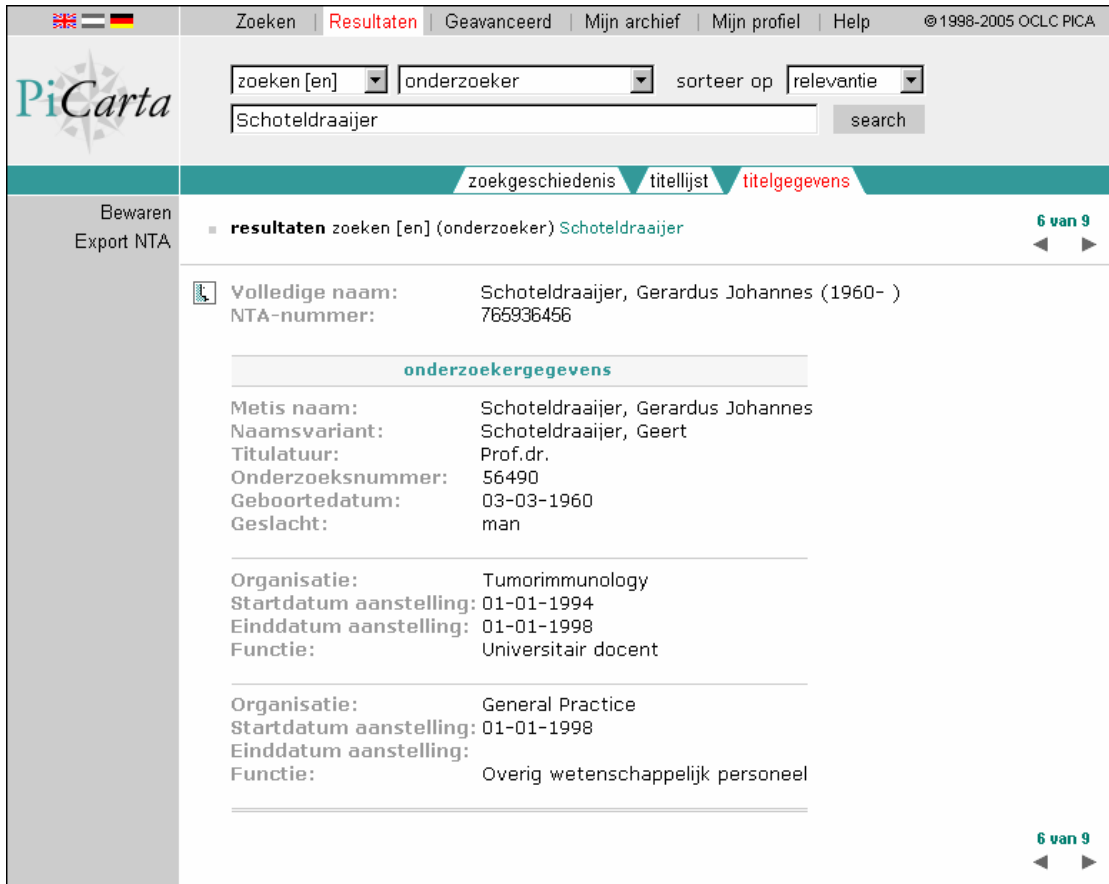 Zoeken | Resultaten | Geavanceerd | Mijn archief | Mijn profiel | Help © 1998-2005 OCLC PICA
PiCarta
zoeken [en] onderzoeker sorteer op relevantie
Schoteldraaijer search
zoekgeschiedenis titellijst titelgegevens
Bewaren
Export NTA
resultaten zoeken [en] (onderzoeker) Schoteldraaijer
6 van 9
Volledige naam: Schoteldraaijer, Gerardus Johannes (1960- )
NTA-nummer: 765936456
onderzoekergegevens
Metis naam: Schoteldraaijer, Gerardus Johannes
Naamsvariant: Schoteldraaijer, Geert
Titulatuur: Prof.dr.
Onderzoeksnummer: 56490
Geboortedatum: 03-03-1960
Geslacht: man
Organisatie: Tumorimmunology
Startdatum aanstelling: 01-01-1994
Einddatum aanstelling: 01-01-1998
Functie: Universitair docent
Organisatie: General Practice
Startdatum aanstelling: 01-01-1998
Einddatum aanstelling:
Functie: Overig wetenschappelijk personeel
6 van 9